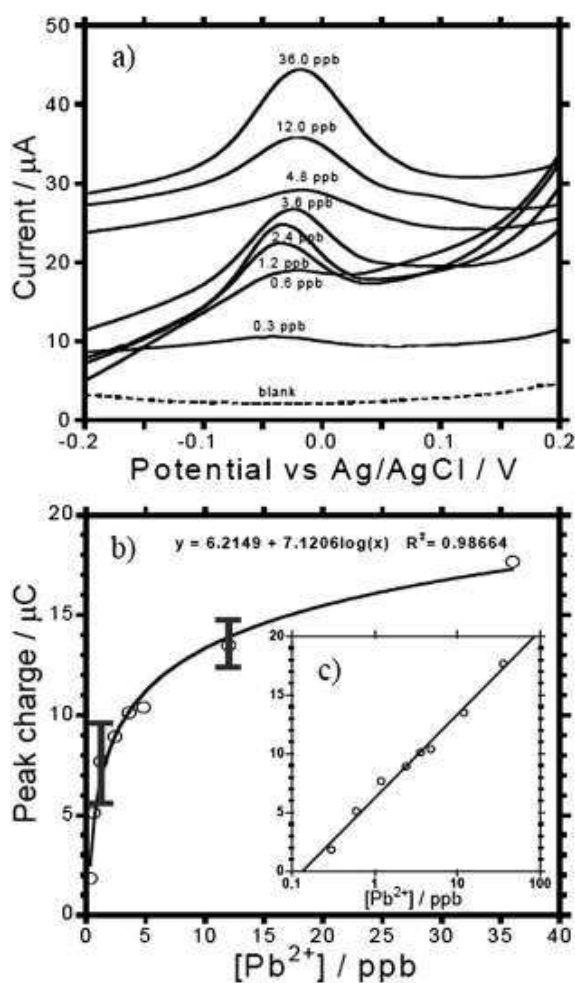 50
a)
36.0 ppb
40
12.0 ppb
30
4.8 ppb
3.6 ppb
2.4 ppb
20
1.2 ppb
0.6 ppb
10
0.3 ppb
blank
0
-0.2 -0.1 0.0 0.1 0.2
Current / µA
Potential vs Ag/AgCl / V
20
b)
y = 6.2149 + 7.1206log(x) R²= 0.98664
15
10
5
0
0 5 10 15 20 25 30 35 40
Peak charge / µC
[Pb²⁺] / ppb
20
c)
15
10
5
0
0.1 1 10 100
[Pb²⁺] / ppb